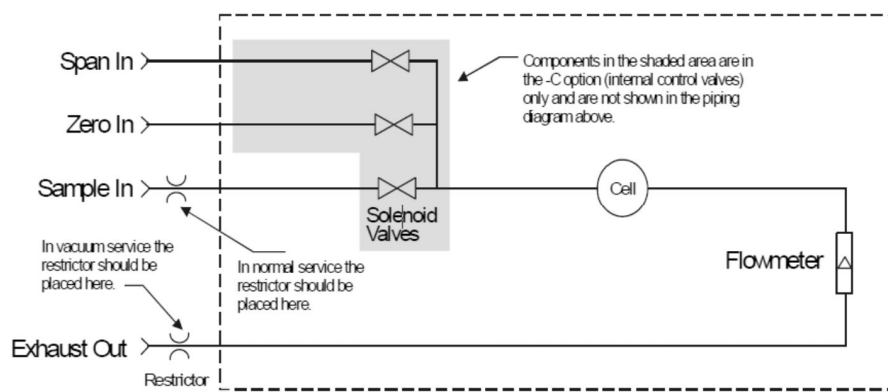 Span In
Components in the shaded area are in
the -C option (internal control valves)
only and are not shown in the piping
diagram above.
Zero In
Sample In
Cell
Solenoid
Valves
In vacuum service the
restrictor should be
placed here.
In normal service the
restrictor should be
placed here.
Flowmeter
Exhaust Out
Restrictor